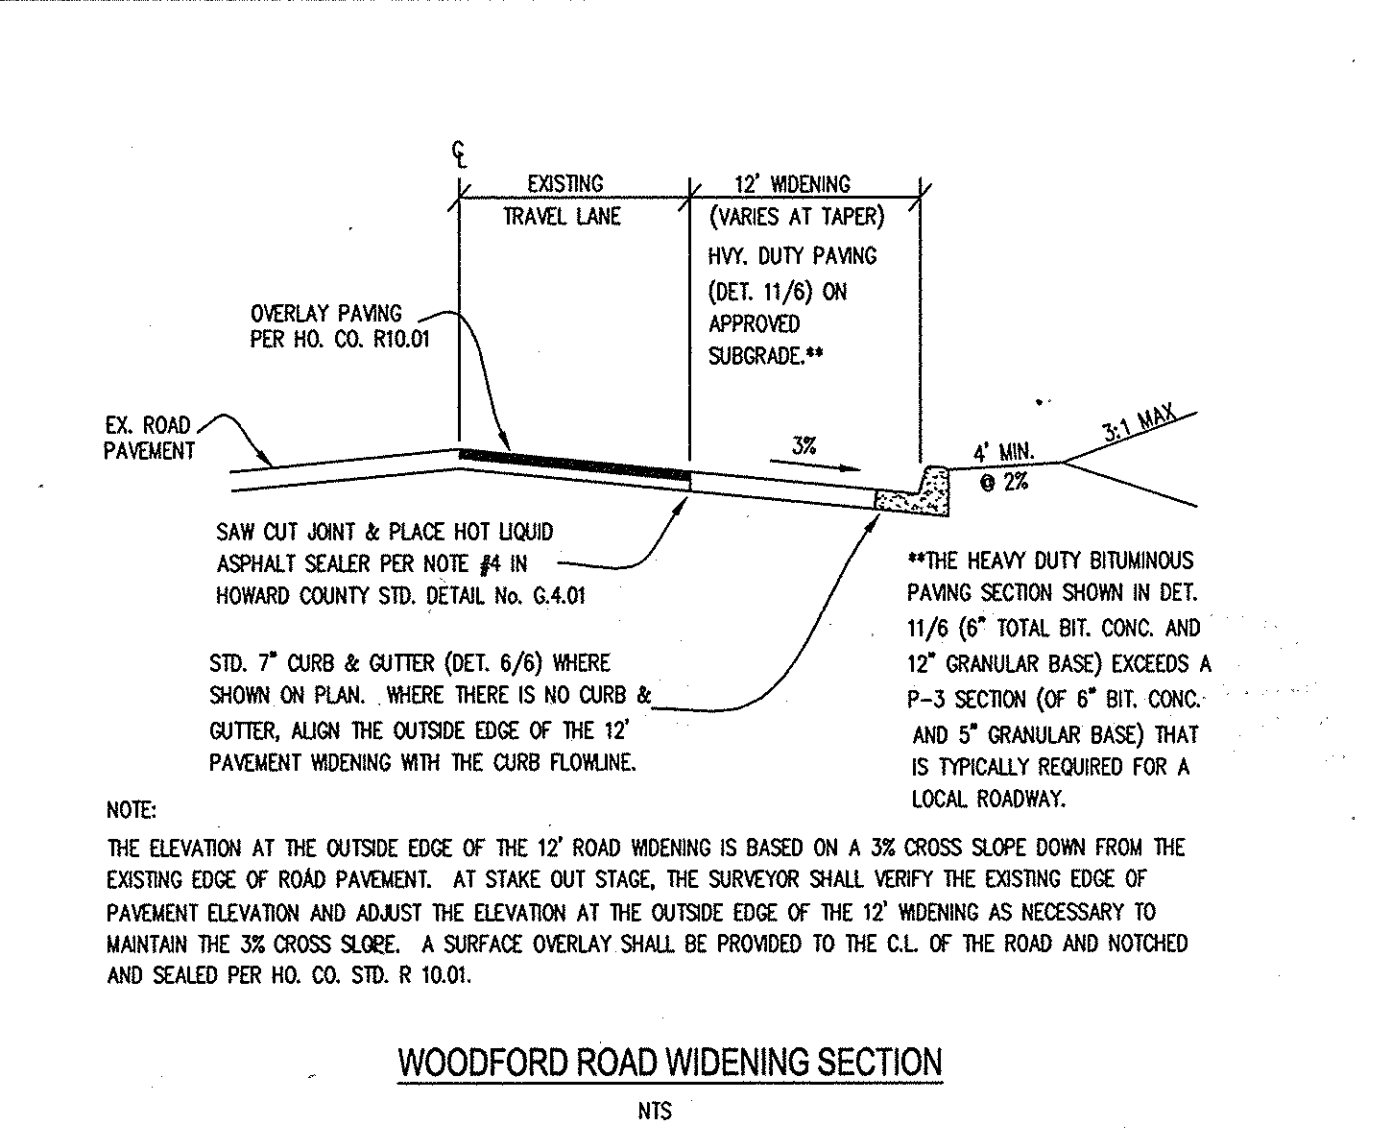 ℄
EXISTING
TRAVEL LANE
12' WIDENING
(VARIES AT TAPER)
HVY. DUTY PAVING
(DET. 11/6) ON
APPROVED
SUBGRADE.**
OVERLAY PAVING
PER HO. CO. R10.01
EX. ROAD
PAVEMENT
3%
4' MIN.
@ 2%
3:1 MAX
SAW CUT JOINT & PLACE HOT LIQUID
ASPHALT SEALER PER NOTE #4 IN
HOWARD COUNTY STD. DETAIL No. G.4.01
STD. 7" CURB & GUTTER (DET. 6/6) WHERE
SHOWN ON PLAN. WHERE THERE IS NO CURB &
GUTTER, ALIGN THE OUTSIDE EDGE OF THE 12'
PAVEMENT WIDENING WITH THE CURB FLOWLINE.
**THE HEAVY DUTY BITUMINOUS
PAVING SECTION SHOWN IN DET.
11/6 (6" TOTAL BIT. CONC. AND
12" GRANULAR BASE) EXCEEDS A
P-3 SECTION (OF 6" BIT. CONC.
AND 5" GRANULAR BASE) THAT
IS TYPICALLY REQUIRED FOR A
LOCAL ROADWAY.
NOTE:
THE ELEVATION AT THE OUTSIDE EDGE OF THE 12' ROAD WIDENING IS BASED ON A 3% CROSS SLOPE DOWN FROM THE
EXISTING EDGE OF ROAD PAVEMENT. AT STAKE OUT STAGE, THE SURVEYOR SHALL VERIFY THE EXISTING EDGE OF
PAVEMENT ELEVATION AND ADJUST THE ELEVATION AT THE OUTSIDE EDGE OF THE 12' WIDENING AS NECESSARY TO
MAINTAIN THE 3% CROSS SLOPE. A SURFACE OVERLAY SHALL BE PROVIDED TO THE C.L. OF THE ROAD AND NOTCHED
AND SEALED PER HO. CO. STD. R 10.01.
WOODFORD ROAD WIDENING SECTION
NTS